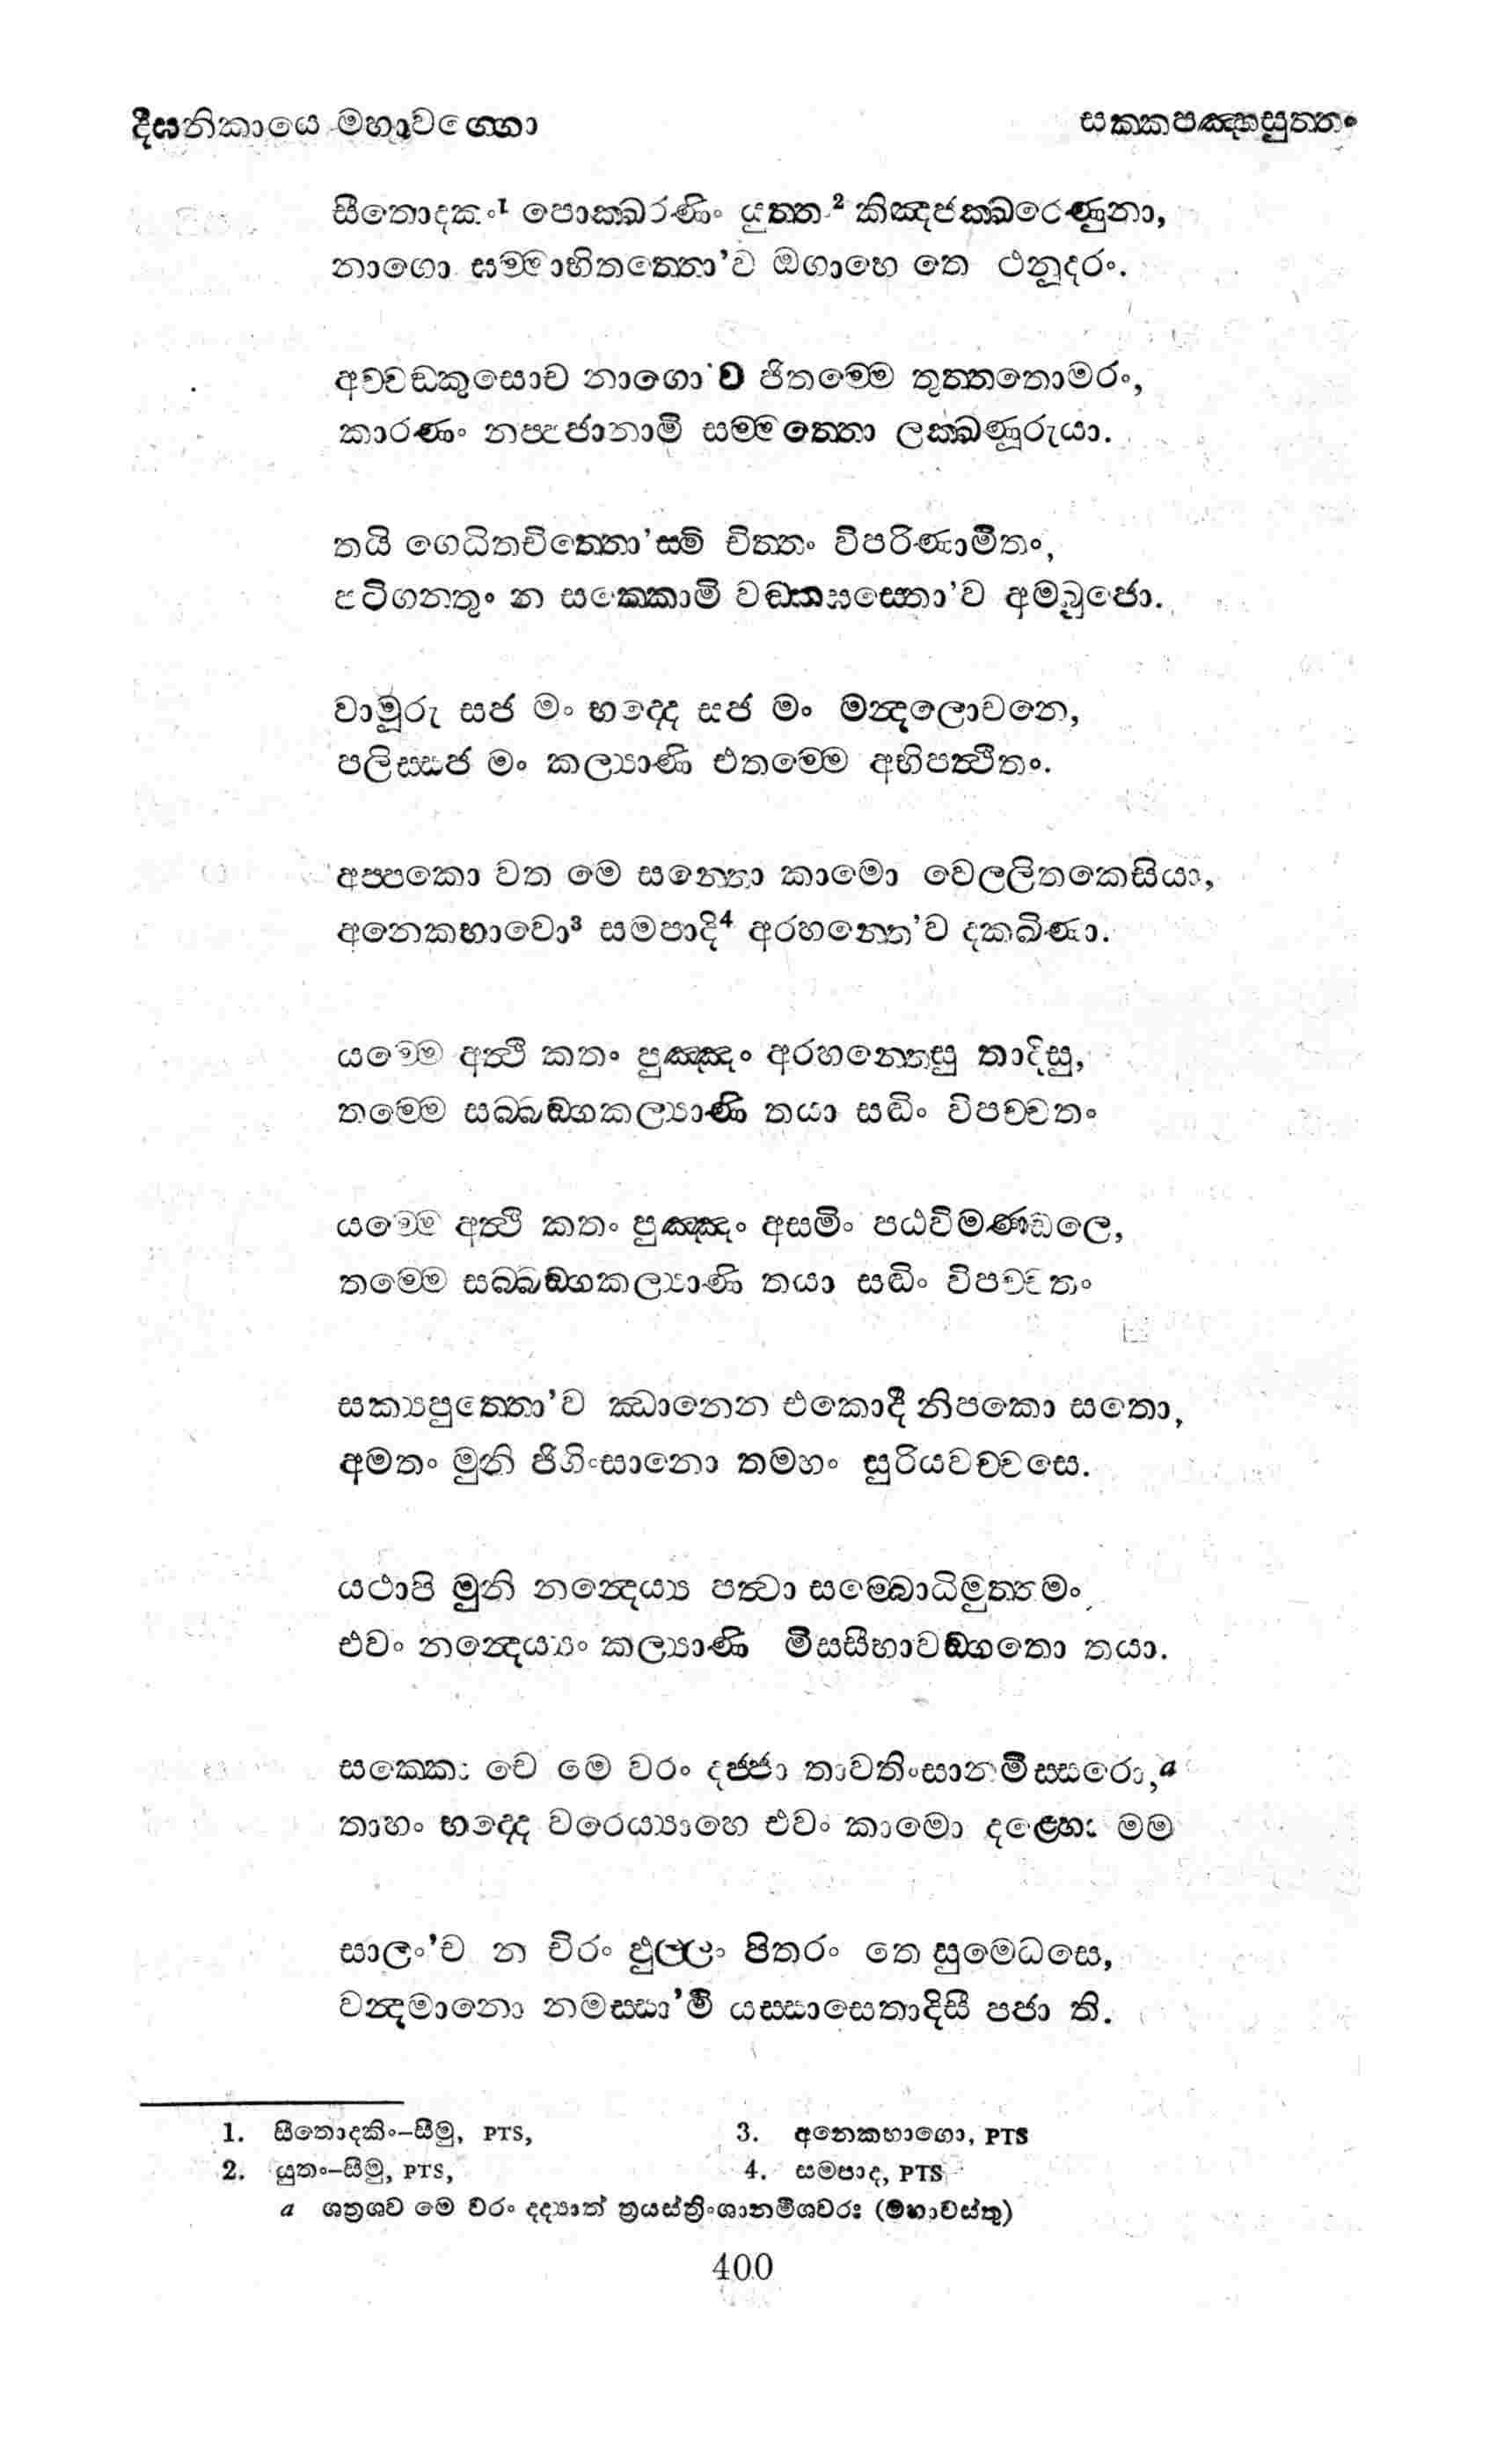 දීඝනිකායෙ මහාවග්ගො
සක්කපඤ්හසුත්තං
සීතොදකං¹ පොක්ඛරණිං යුත්තං² කිඤ්ජක්ඛරෙණුනා,
නාගො ඝම්මාභිතත්තො'ව ඔගාහෙ තෙ ථනූදරං.
අච්චඞ්කුසොච නාගො'ව ජිතම්මෙ තුත්තතොමරං,
කාරණං නප්පජානාමි සම්මත්තො ලක්ඛණූරුයා.
තයි ගෙධිතචිත්තො'ස්මි චිත්තං විපරිණාමිතං,
පටිගන්තුං න සක්කොමි වඞ්කඝස්තො'ව අම්බුජො.
වාමූරු සජ මං භද්දෙ සජ මං මන්දලොචනෙ,
පලිස්සජ මං කල්‍යාණි එතම්මෙ අභිපත්ථිතං.
අප්පකො වත මෙ සන්තො කාමො වෙල්ලිතකෙසියා,
අනෙකභාවො³ සමපාදි⁴ අරහන්තෙ'ව දක්ඛිණා.
යම්මෙ අත්ථි කතං පුඤ්ඤං අරහන්තෙසු තාදිසු,
තම්මෙ සබ්බඞ්ගකල්‍යාණි තයා සද්ධිං විපච්චතං
යම්මෙ අත්ථි කතං පුඤ්ඤං අස්මිං පඨවිමණ්ඩලෙ,
තම්මෙ සබ්බඞ්ගකල්‍යාණි තයා සද්ධිං විපච්චතං
සක්‍යපුත්තො'ව ඣානෙන එකොදී නිපකො සතො,
අමතං මුනි ජිගිංසානො තමහං සුරියවච්චසෙ.
යථාපි මුනි නන්දෙය්‍ය පත්වා සම්බොධිමුත්තමං,
එවං නන්දෙය්‍යං කල්‍යාණි මිස්සීභාවඞ්ගතො තයා.
සක්කො චෙ මෙ වරං දජ්ජා තාවතිංසානමිස්සරො,ᵃ
තාහං භද්දෙ වරෙය්‍යාහෙ එවං කාමො දළ්හො මම
සාලං'ව න චිරං ඵුල්ලං පිතරං තෙ සුමෙධසෙ,
වන්දමානො නමස්සා'මි යස්සාසෙතාදිසී පජා ති.
1. සීතොදකිං–සීමු, PTS,
3. අනෙකභාගො, PTS
2. යුතං–සීමු, PTS,
4. සමපාද, PTS
a ශක්‍රශ්ච මෙ වරං දද්‍යාත් ත්‍රයස්ත්‍රිංශානමීශ්වරඃ (මහාවස්තු)
400